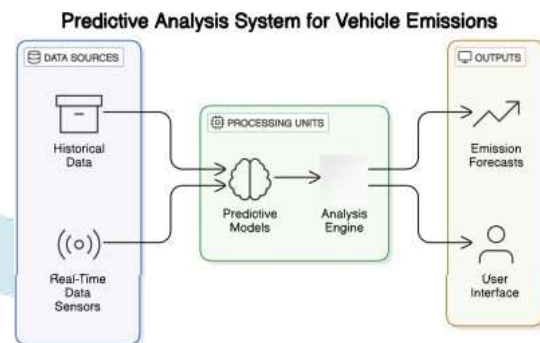 Predictive Analysis System for Vehicle Emissions
DATA SOURCES
Historical
Data
Real-Time
Data
Sensors
PROCESSING UNITS
Predictive
Models
Analysis
Engine
OUTPUTS
Emission
Forecasts
User
Interface